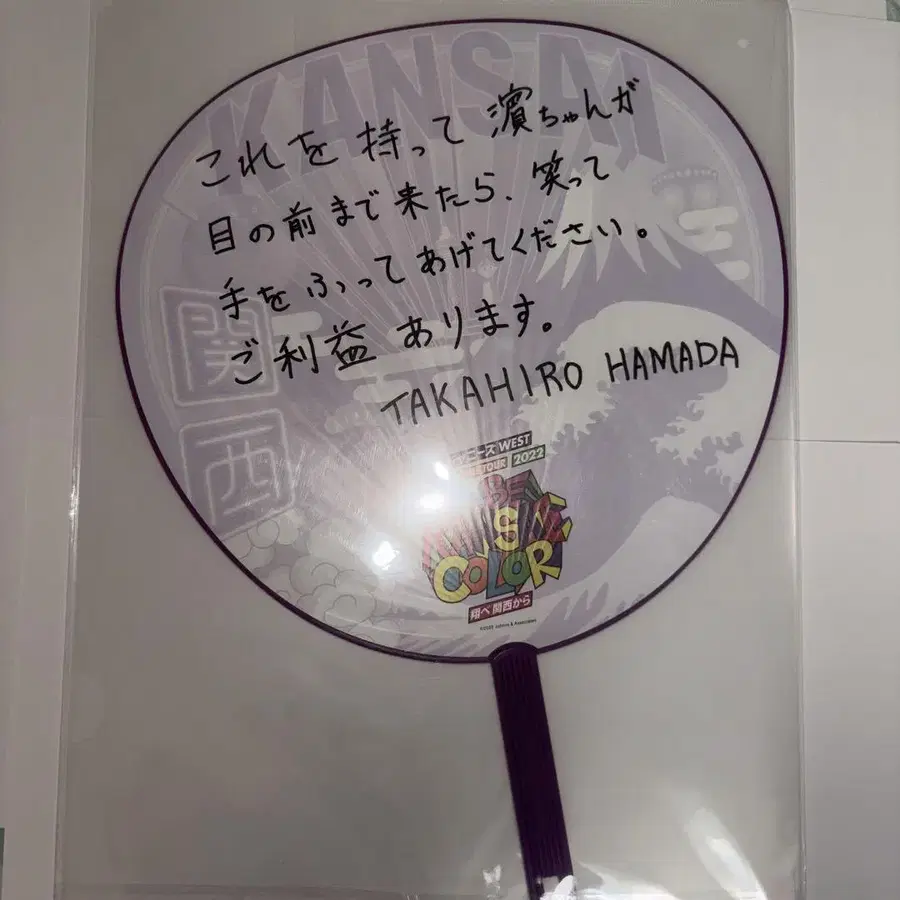 KANSAI
これを持って濵ちゃんが
目の前まで来たら、笑って
手をふってあげてください。
ご利益あります。
TAKAHIRO HAMADA
関
西
WEST
TOUR 2022
COLOR
翔べ関西から